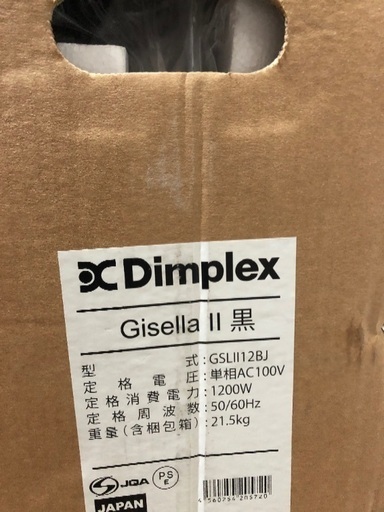 Dimplex
Gisella II 黒
型 式 : GSLII12BJ
定 格 電 圧 : 単相AC100V
定格消費電力 : 1200W
定 格 周 波 数 : 50/60Hz
重量(含梱包箱) : 21.5kg
JQA
PS
E
JAPAN